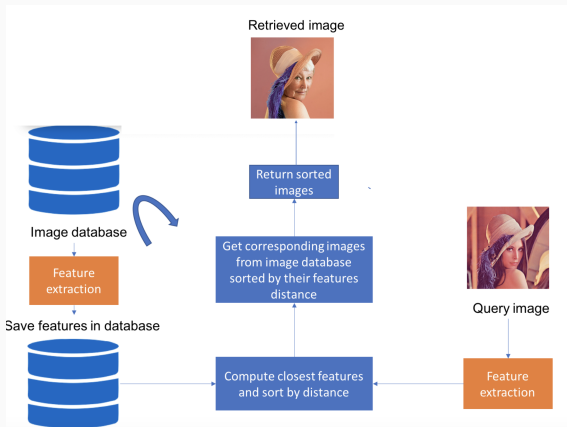 Retrieved image
Return sorted
images
Image database
Get corresponding images
from image database
sorted by their features
distance
Feature
extraction
Query image
Save features in database
Compute closest features
and sort by distance
Feature
extraction